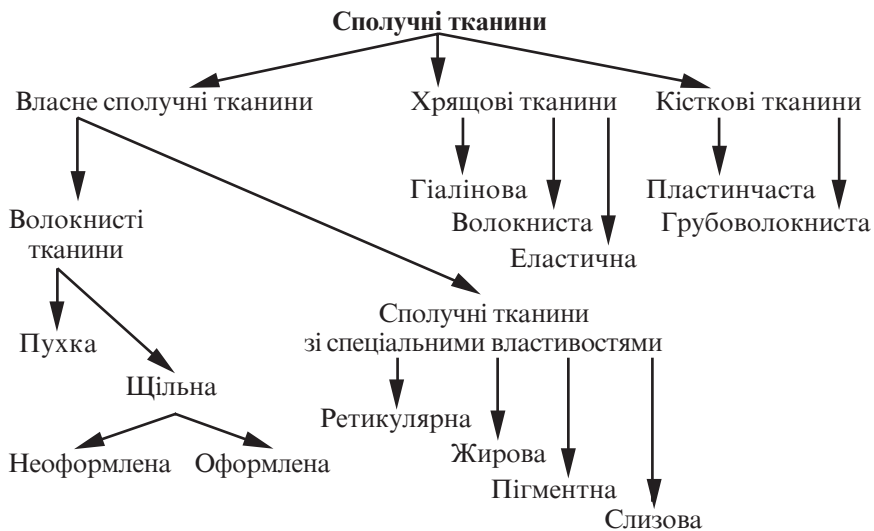 Сполучні тканини
Власне сполучні тканини
Хрящові тканини
Кісткові тканини
Гіалінова
Волокниста
Еластична
Пластинчаста
Грубоволокниста
Волокнисті
тканини
Пухка
Щільна
Неоформлена
Оформлена
Сполучні тканини
зі спеціальними властивостями
Ретикулярна
Жирова
Пігментна
Слизова